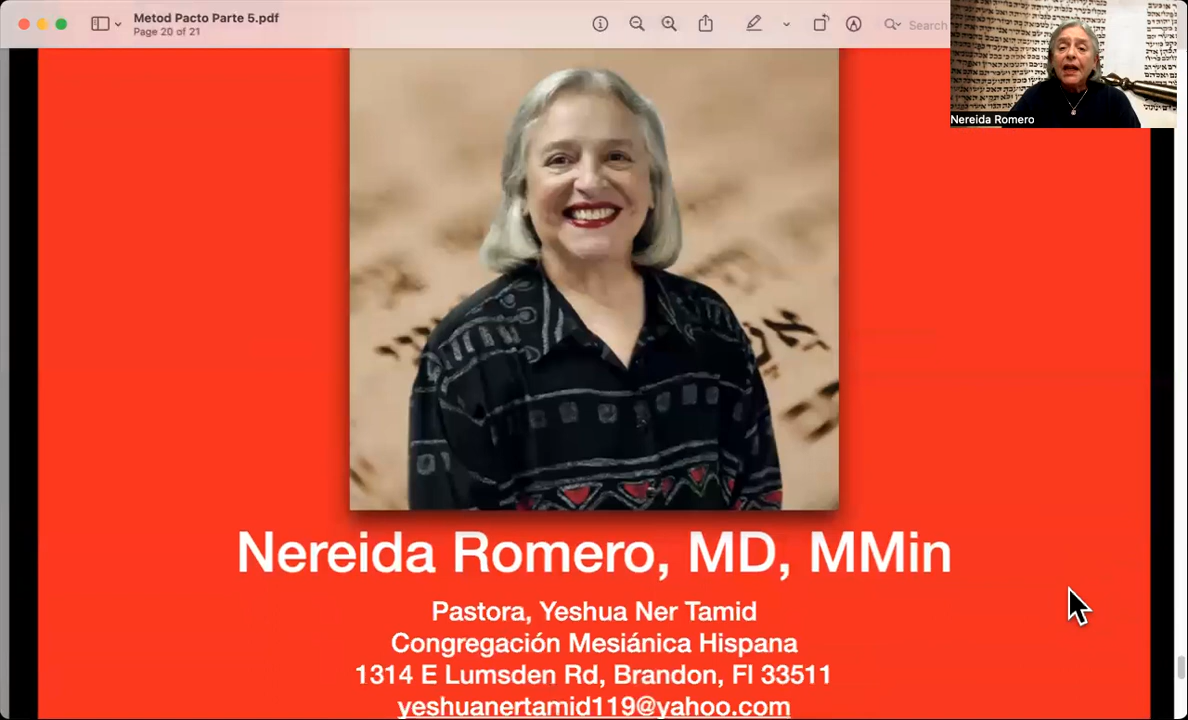 Metod Pacto Parte 5.pdf
Page 20 of 21
Search
Nereida Romero
Nereida Romero, MD, MMin
Pastora, Yeshua Ner Tamid
Congregación Mesiánica Hispana
1314 E Lumsden Rd, Brandon, Fl 33511
yeshuanertamid119@yahoo.com